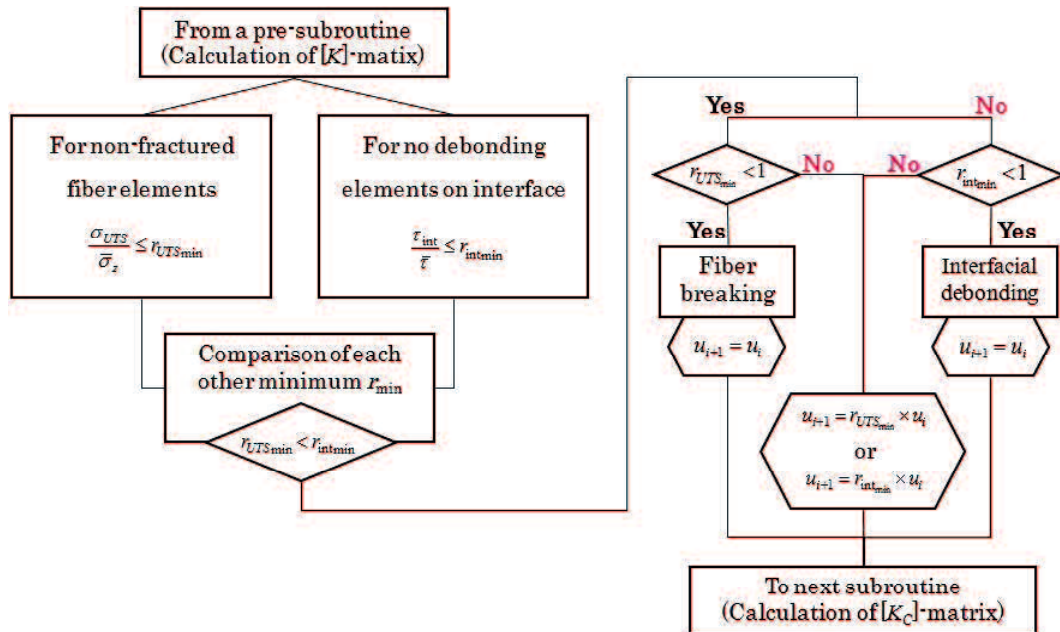 From a pre-subroutine
(Calculation of [K]-matix)
For non-fractured
fiber elements
σ_UTS / σ̄_z ≤ r_UTSmin
For no debonding
elements on interface
τ_int / τ̄ ≤ r_intmin
Comparison of each
other minimum r_min
r_UTSmin < r_intmin
Yes
No
r_UTSmin <1
No
No
r_intmin <1
Yes
Yes
Fiber
breaking
Interfacial
debonding
u_i+1 = u_i
u_i+1 = u_i
u_i+1 = r_UTSmin × u_i
or
u_i+1 = r_intmin × u_i
To next subroutine
(Calculation of [K_C]-matrix)